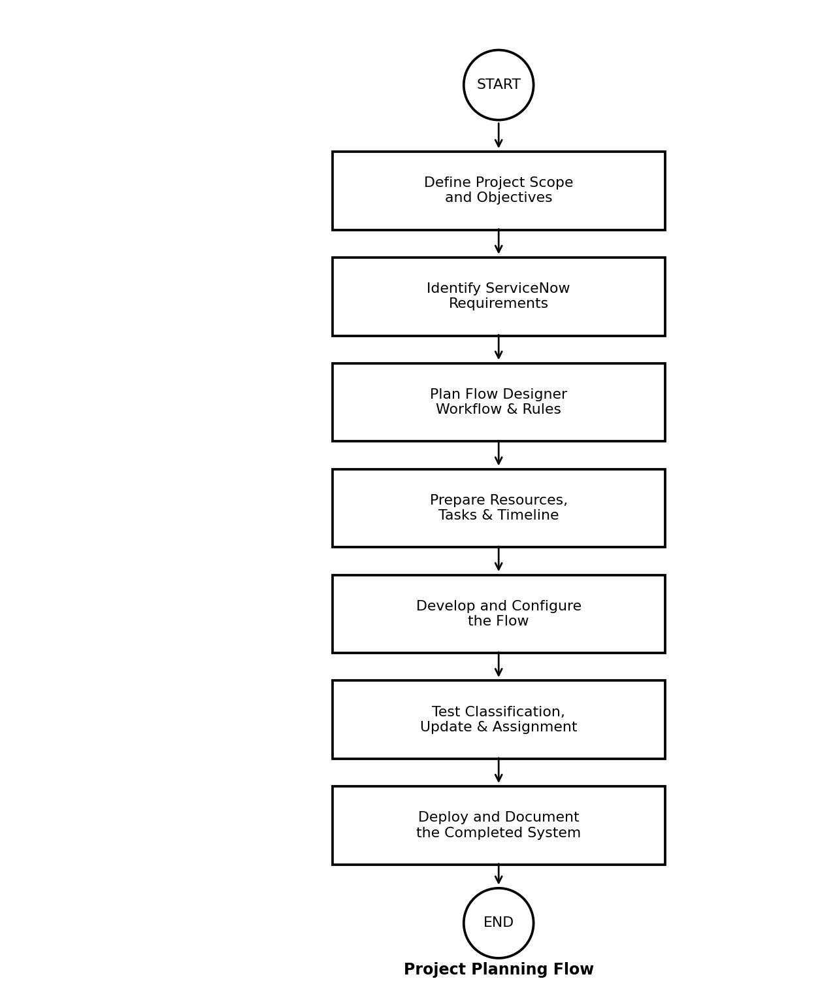 START
Define Project Scope
and Objectives
Identify ServiceNow
Requirements
Plan Flow Designer
Workflow & Rules
Prepare Resources,
Tasks & Timeline
Develop and Configure
the Flow
Test Classification,
Update & Assignment
Deploy and Document
the Completed System
END
Project Planning Flow